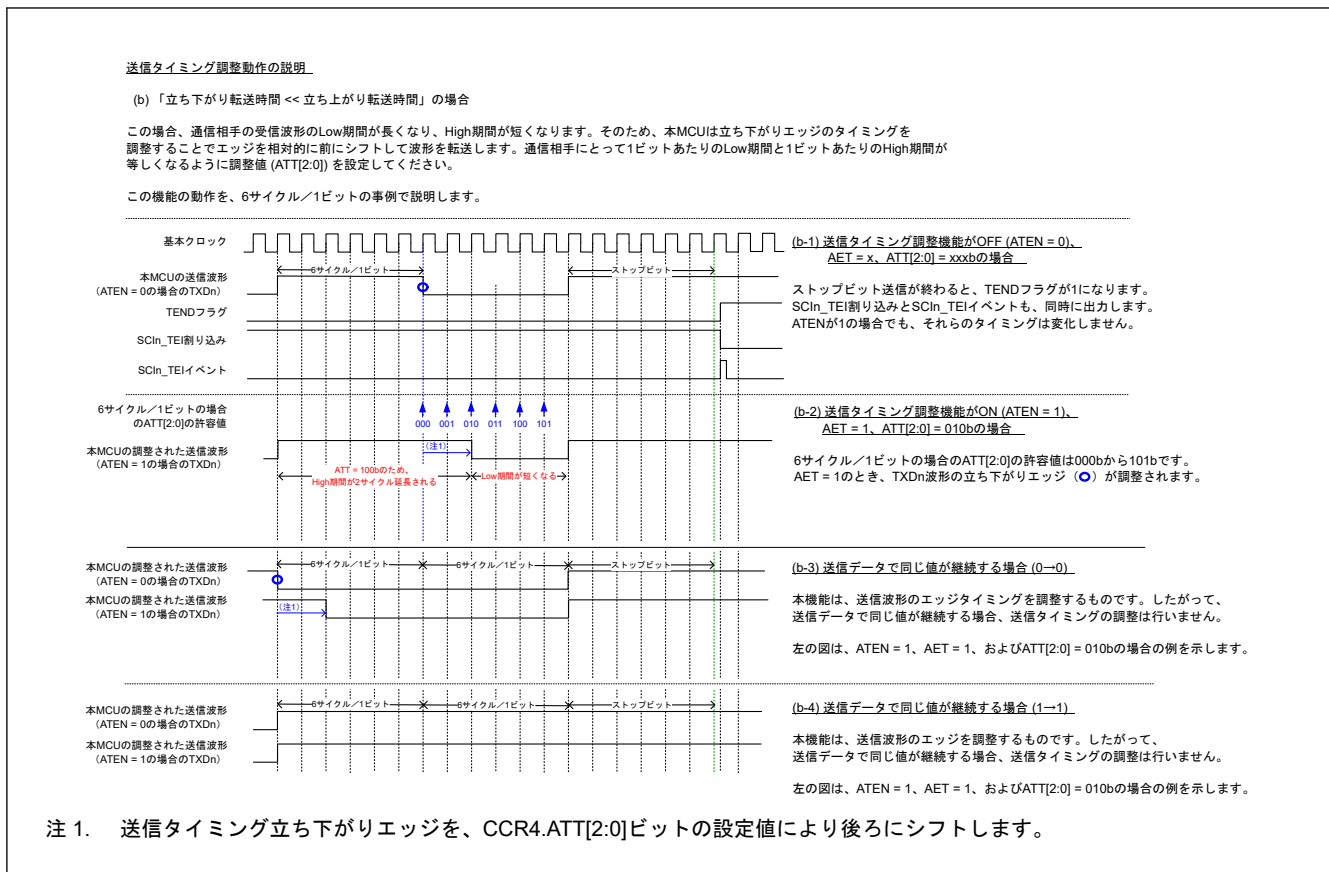 送信タイミング調整動作の説明
(b) 「立ち下がり転送時間 << 立ち上がり転送時間」の場合
この場合、通信相手の受信波形のLow期間が長くなり、High期間が短くなります。そのため、本MCUは立ち下がりエッジのタイミングを
調整することでエッジを相対的に前にシフトして波形を転送します。通信相手にとって1ビットあたりのLow期間と1ビットあたりのHigh期間が
等しくなるように調整値 (ATT[2:0]) を設定してください。
この機能の動作を、6サイクル／1ビットの事例で説明します。
基本クロック
本MCUの送信波形
（ATEN = 0の場合のTXDn）
6サイクル／1ビット
ストップビット
TENDフラグ
SCIn_TEI割り込み
SCIn_TEIイベント
(b-1) 送信タイミング調整機能がOFF (ATEN = 0)、
AET = x、ATT[2:0] = xxxbの場合
ストップビット送信が終わると、TENDフラグが1になります。
SCIn_TEI割り込みとSCIn_TEIイベントも、同時に出力します。
ATENが1の場合でも、それらのタイミングは変化しません。
6サイクル／1ビットの場合
のATT[2:0]の許容値
000 001 010 011 100 101
本MCUの調整された送信波形
（ATEN = 1の場合のTXDn）
（注1）
ATT = 100bのため、
High期間が2サイクル延長される
Low期間が短くなる
(b-2) 送信タイミング調整機能がON (ATEN = 1)、
AET = 1、ATT[2:0] = 010bの場合
6サイクル／1ビットの場合のATT[2:0]の許容値は000bから101bです。
AET = 1のとき、TXDn波形の立ち下がりエッジ（O）が調整されます。
本MCUの調整された送信波形
（ATEN = 0の場合のTXDn）
6サイクル／1ビット
6サイクル／1ビット
ストップビット
本MCUの調整された送信波形
（ATEN = 1の場合のTXDn）
（注1）
(b-3) 送信データで同じ値が継続する場合 (0→0)
本機能は、送信波形のエッジタイミングを調整するものです。したがって、
送信データで同じ値が継続する場合、送信タイミングの調整は行いません。
左の図は、ATEN = 1、AET = 1、およびATT[2:0] = 010bの場合の例を示します。
本MCUの調整された送信波形
（ATEN = 0の場合のTXDn）
6サイクル／1ビット
6サイクル／1ビット
ストップビット
本MCUの調整された送信波形
（ATEN = 1の場合のTXDn）
(b-4) 送信データで同じ値が継続する場合 (1→1)
本機能は、送信波形のエッジを調整するものです。したがって、
送信データで同じ値が継続する場合、送信タイミングの調整は行いません。
左の図は、ATEN = 1、AET = 1、およびATT[2:0] = 010bの場合の例を示します。
注 1. 送信タイミング立ち下がりエッジを、CCR4.ATT[2:0]ビットの設定値により後ろにシフトします。